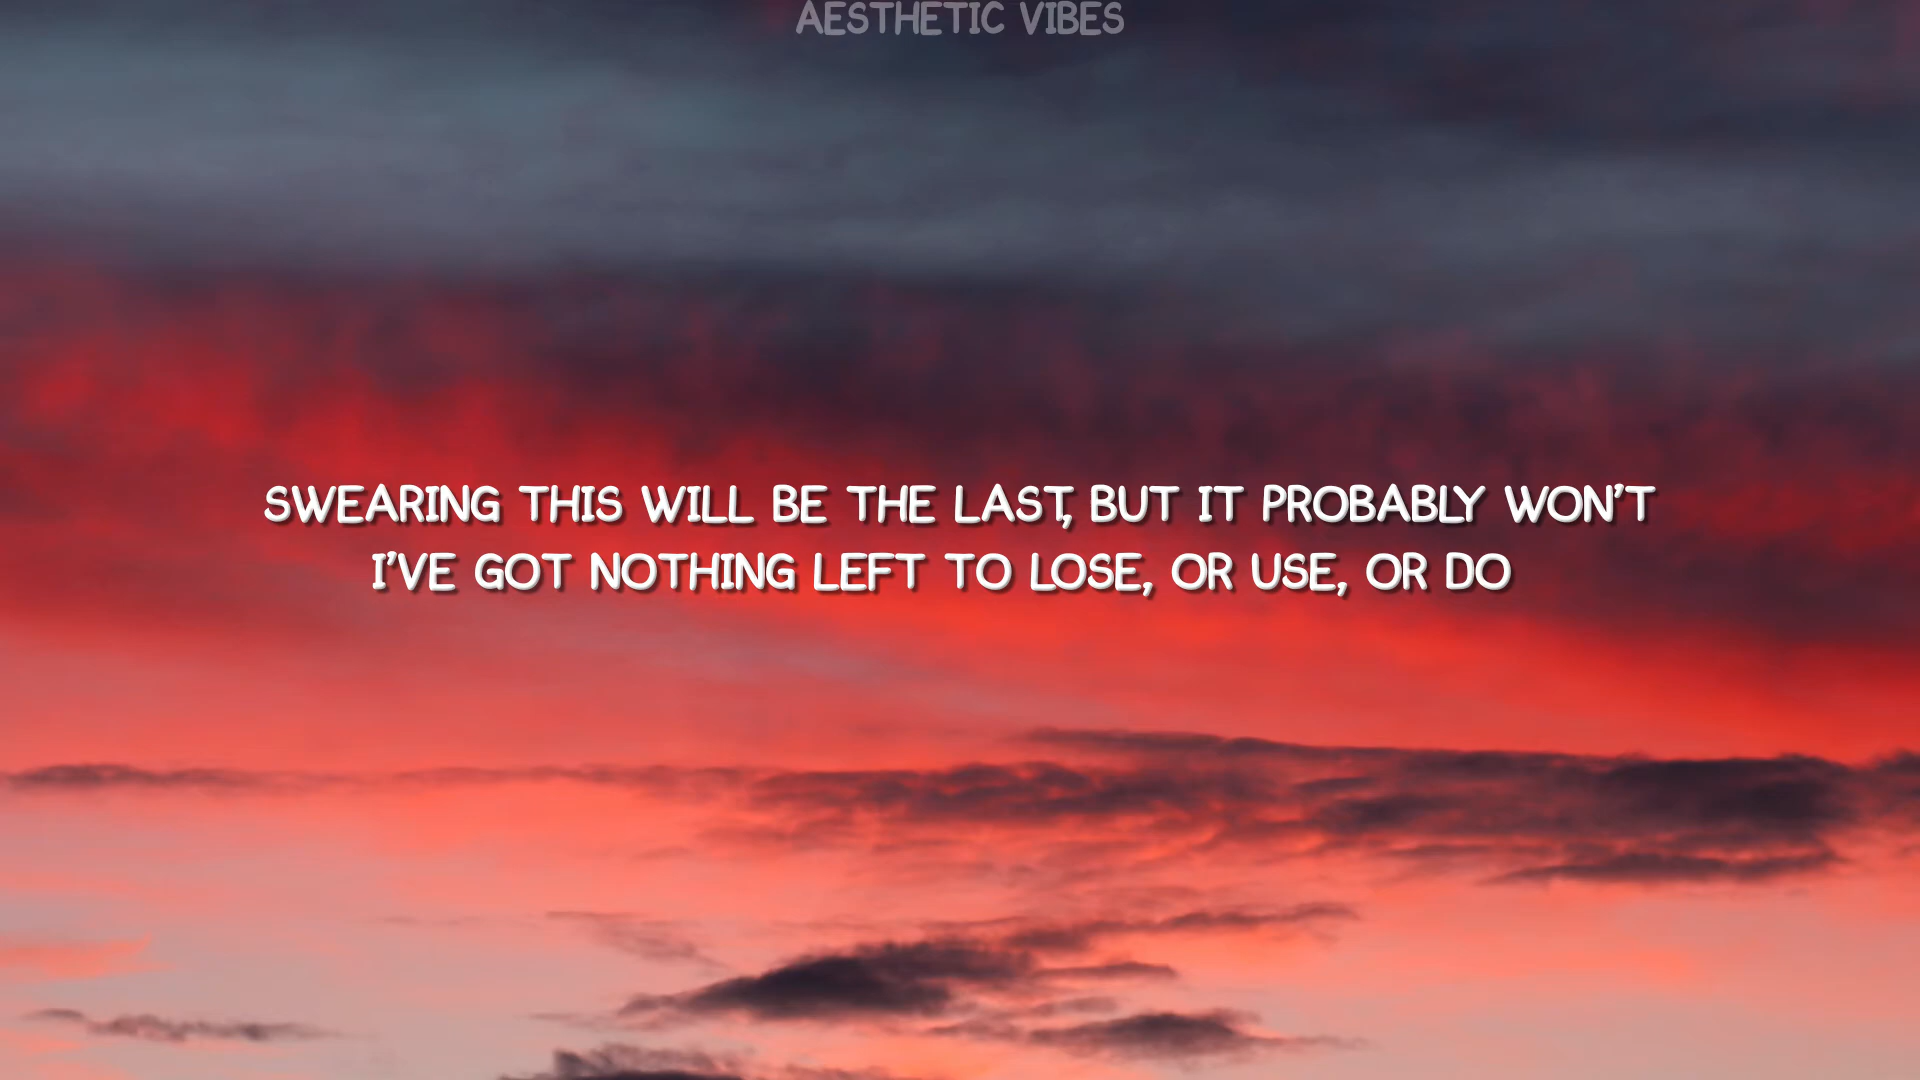 AESTHETIC VIBES
SWEARING THIS WILL BE THE LAST, BUT IT PROBABLY WON'T
I'VE GOT NOTHING LEFT TO LOSE, OR USE, OR DO